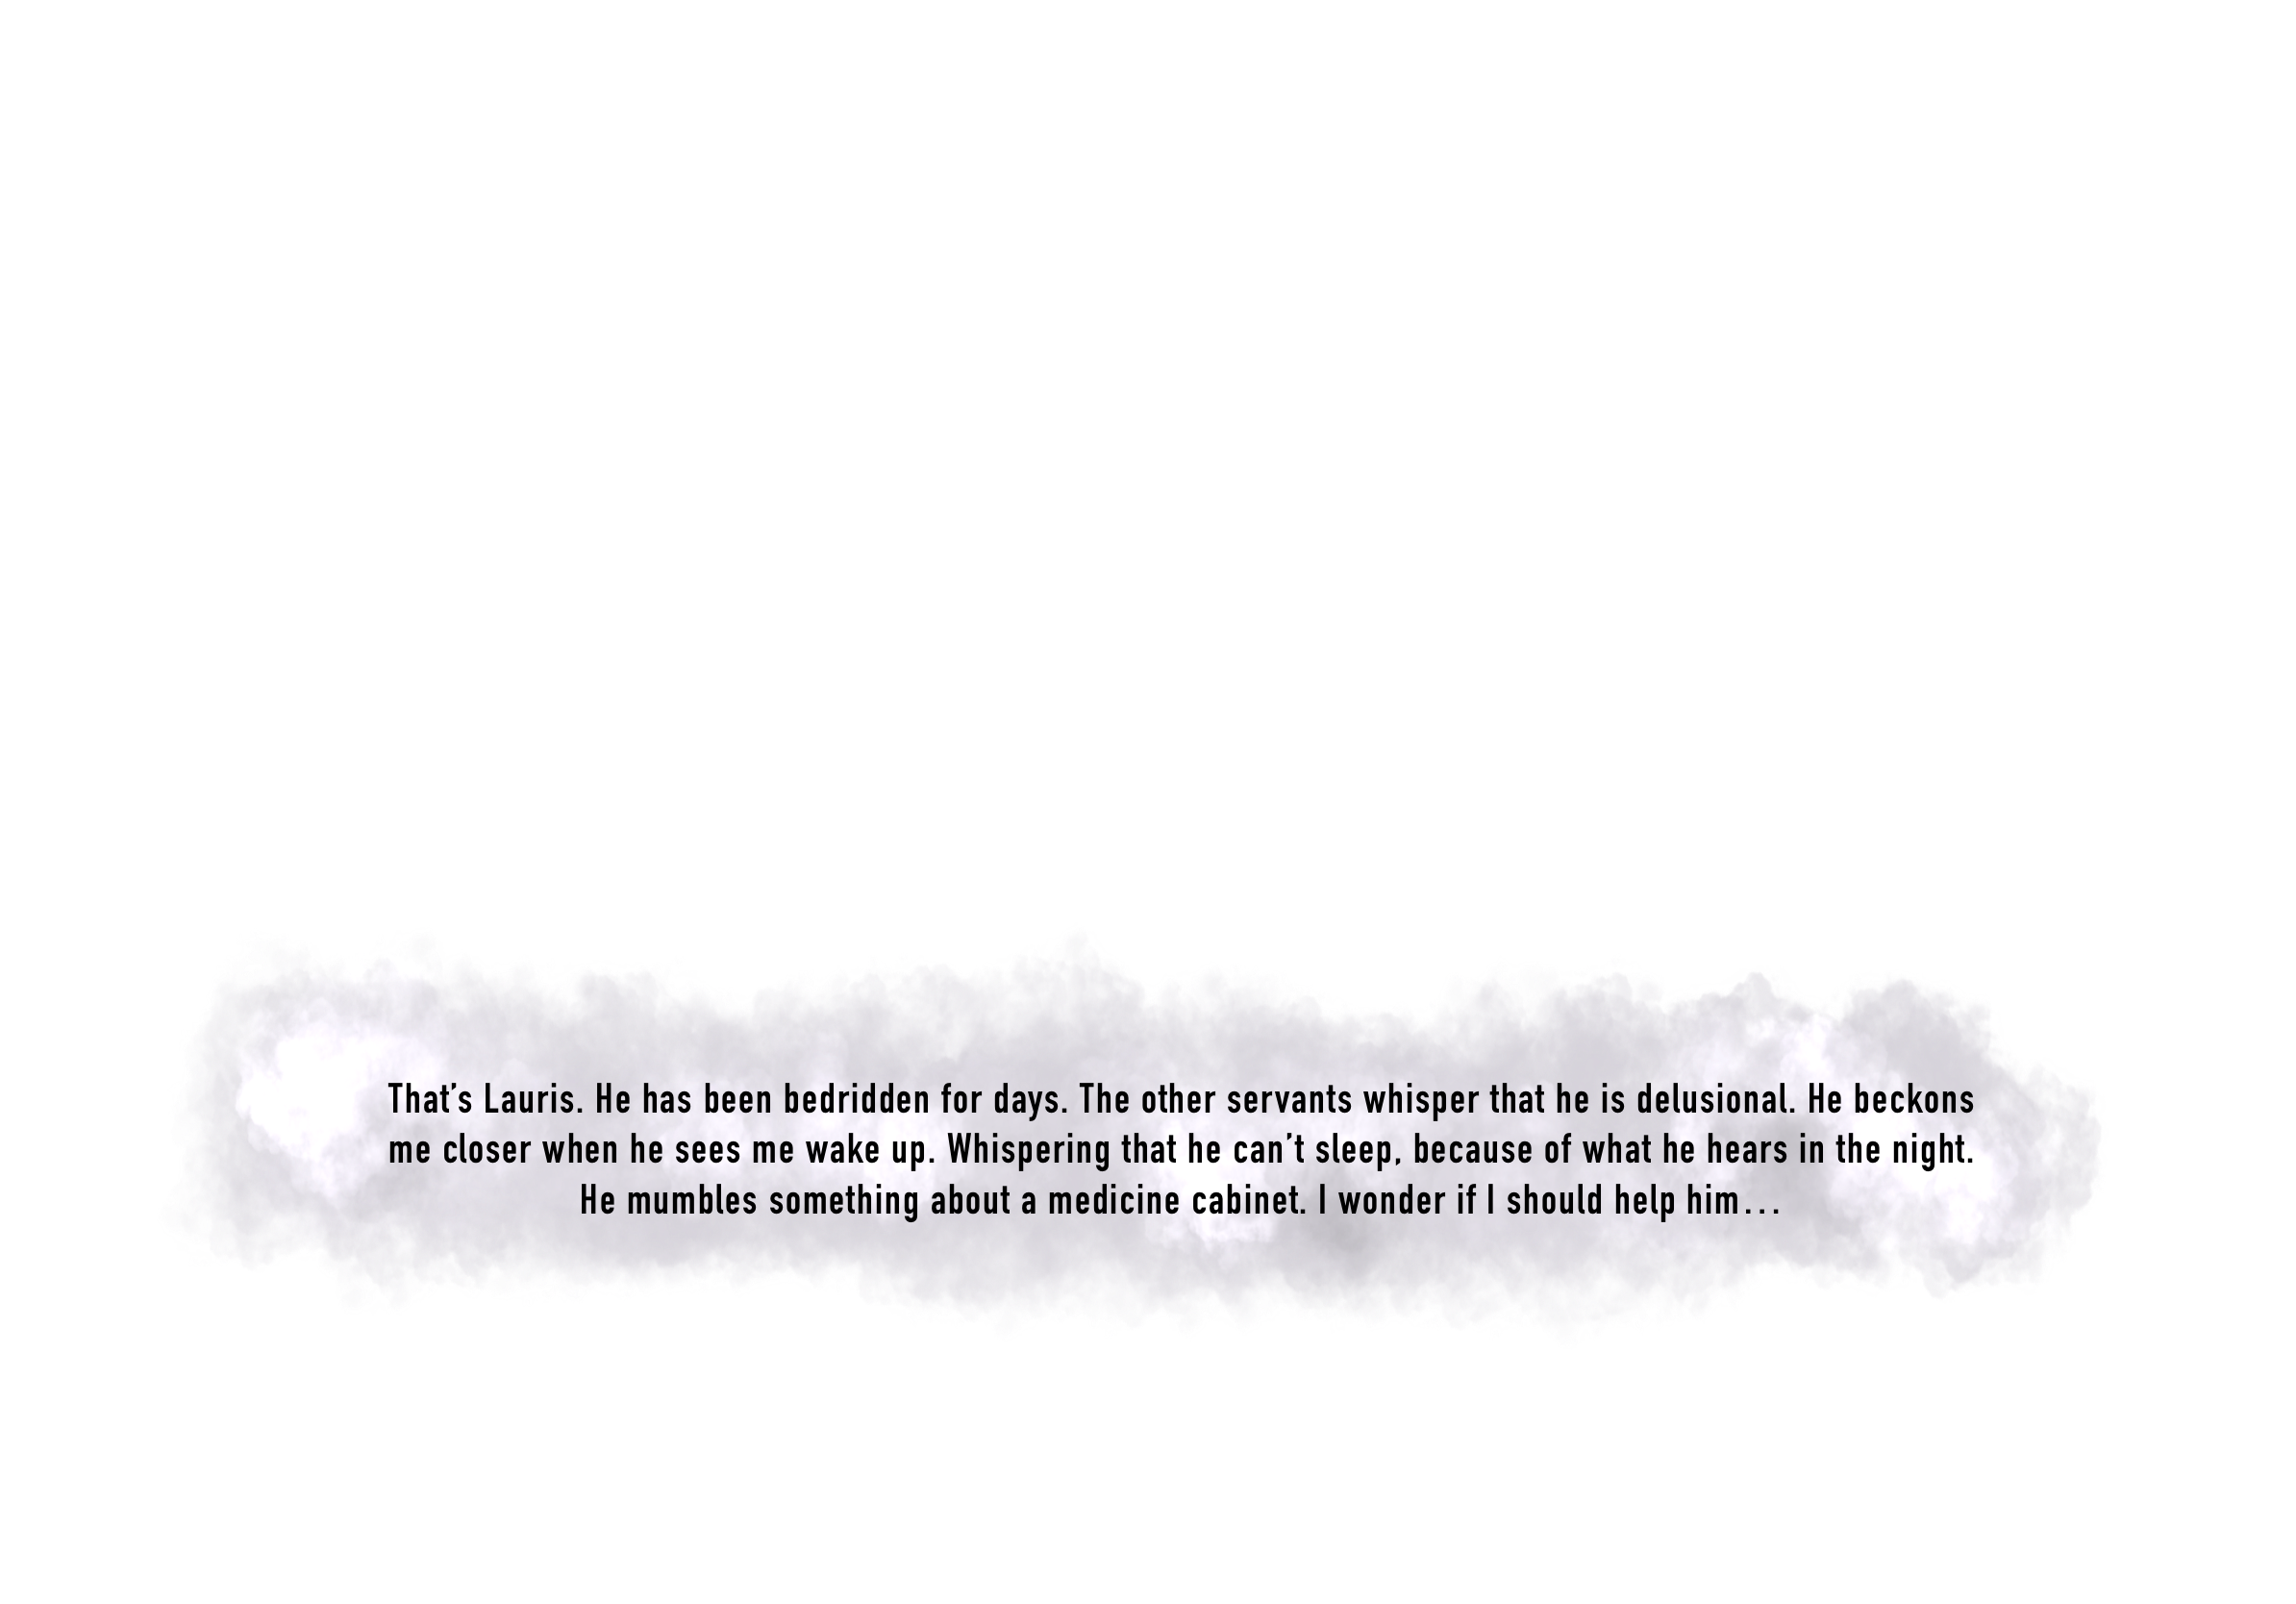 That’s Lauris. He has been bedridden for days. The other servants whisper that he is delusional. He beckons
me closer when he sees me wake up. Whispering that he can’t sleep, because of what he hears in the night.
He mumbles something about a medicine cabinet. I wonder if I should help him...